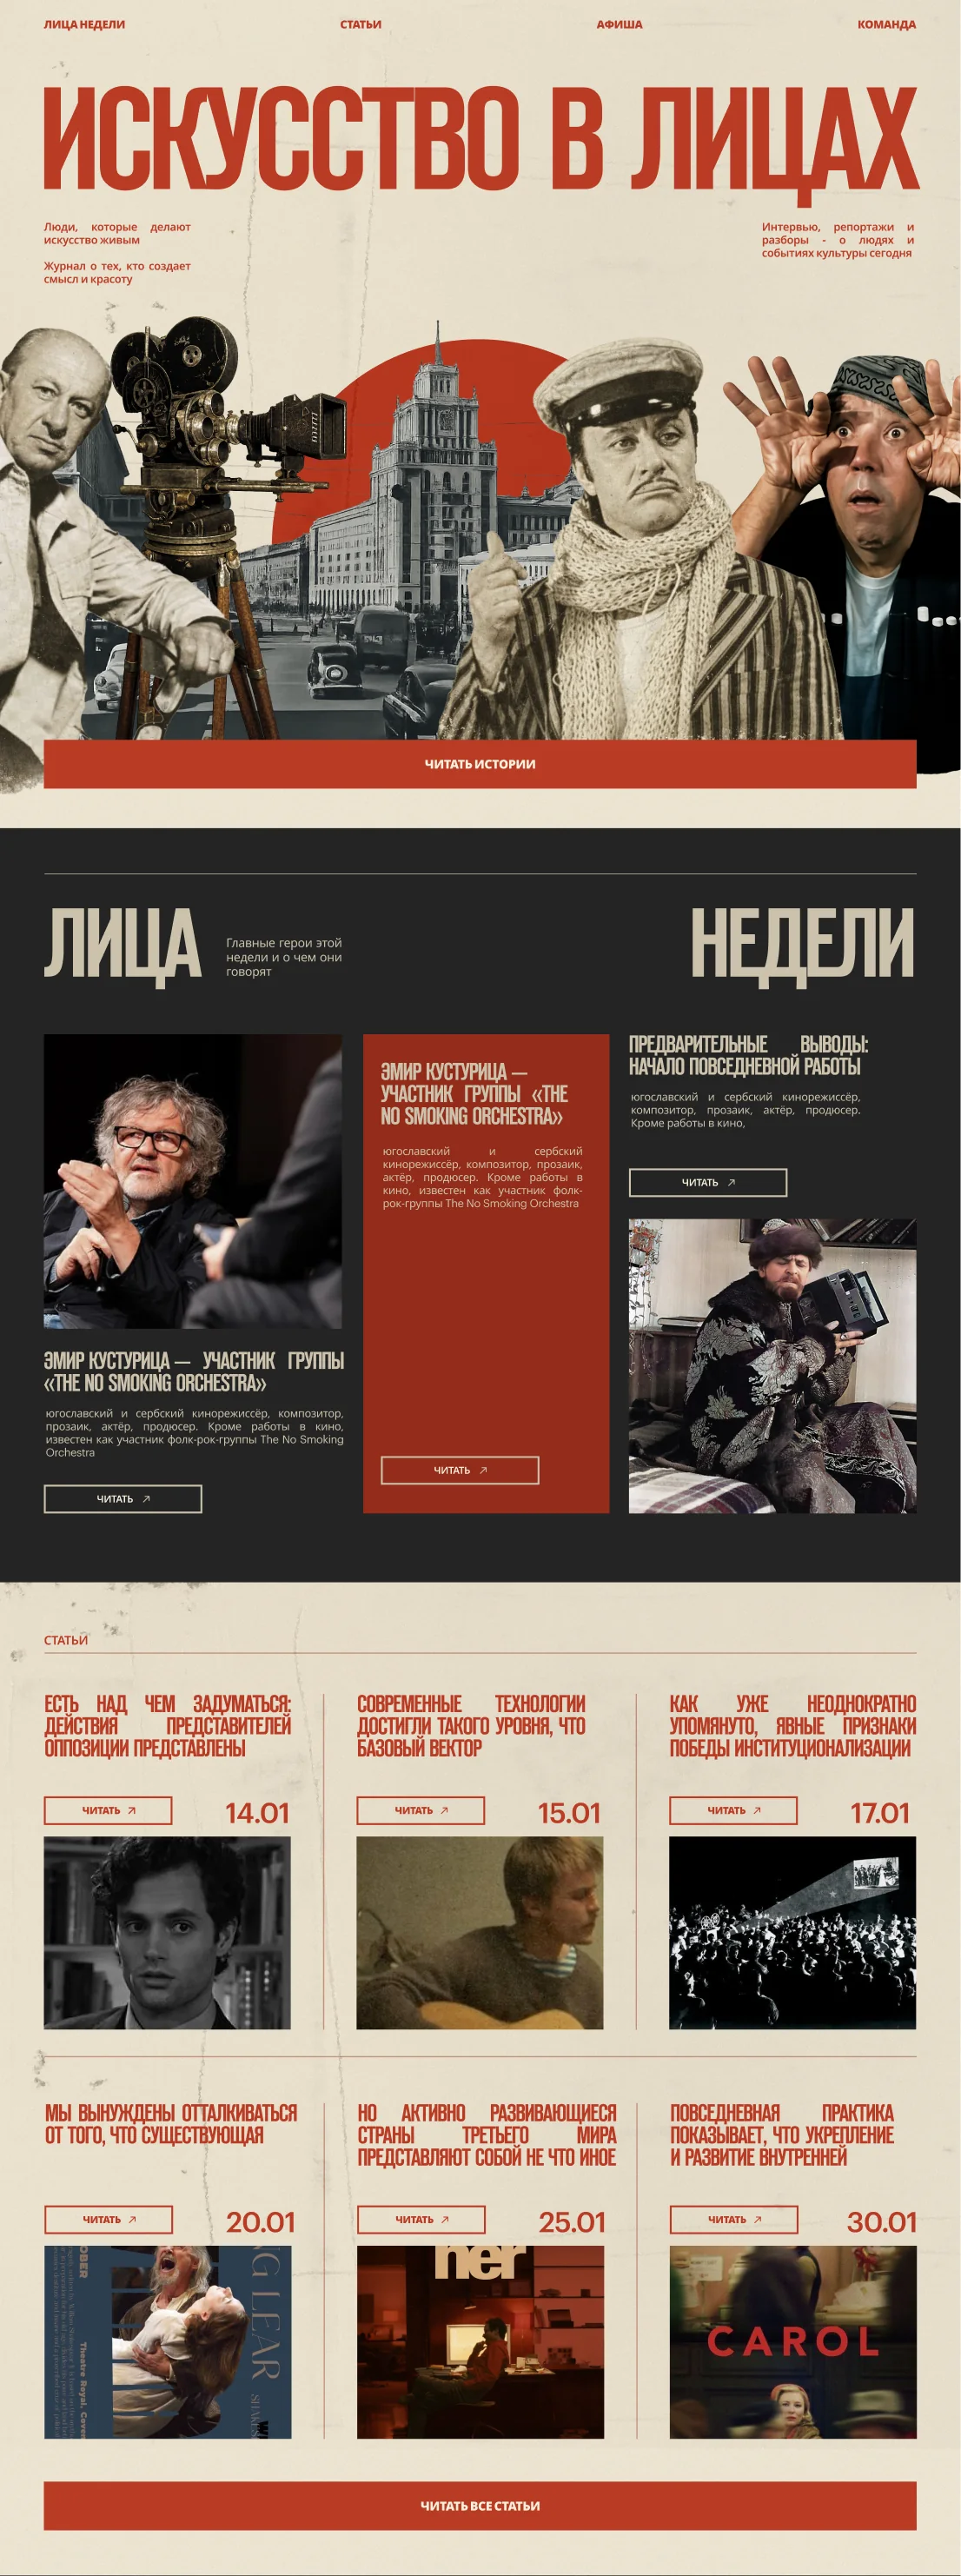 ЛИЦА НЕДЕЛИ
СТАТЬИ
АФИША
КОМАНДА
ИСКУССТВО В ЛИЦАХ
Люди, которые делают
искусство живым
Журнал о тех, кто создает
смысл и красоту
Интервью, репортажи и
разборы - о людях и
событиях культуры сегодня
ЧИТАТЬ ИСТОРИИ
ЛИЦА
Главные герои этой
недели и о чем они
говорят
НЕДЕЛИ
ЭМИР КУСТУРИЦА — УЧАСТНИК ГРУППЫ
«THE NO SMOKING ORCHESTRA»
югославский и сербский кинорежиссёр, композитор,
прозаик, актёр, продюсер. Кроме работы в кино,
известен как участник фолк-рок-группы The No Smoking
Orchestra
ЧИТАТЬ
ЭМИР КУСТУРИЦА —
УЧАСТНИК ГРУППЫ «THE
NO SMOKING ORCHESTRA»
югославский и сербский
кинорежиссёр, композитор, прозаик,
актёр, продюсер. Кроме работы в
кино, известен как участник фолк-
рок-группы The No Smoking Orchestra
ЧИТАТЬ
ПРЕДВАРИТЕЛЬНЫЕ ВЫВОДЫ:
НАЧАЛО ПОВСЕДНЕВНОЙ РАБОТЫ
югославский и сербский кинорежиссёр,
композитор, прозаик, актёр, продюсер.
Кроме работы в кино,
ЧИТАТЬ
СТАТЬИ
ЕСТЬ НАД ЧЕМ ЗАДУМАТЬСЯ:
ДЕЙСТВИЯ ПРЕДСТАВИТЕЛЕЙ
ОППОЗИЦИИ ПРЕДСТАВЛЕНЫ
ЧИТАТЬ
14.01
СОВРЕМЕННЫЕ ТЕХНОЛОГИИ
ДОСТИГЛИ ТАКОГО УРОВНЯ, ЧТО
БАЗОВЫЙ ВЕКТОР
ЧИТАТЬ
15.01
КАК УЖЕ НЕОДНОКРАТНО
УПОМЯНУТО, ЯВНЫЕ ПРИЗНАКИ
ПОБЕДЫ ИНСТИТУЦИОНАЛИЗАЦИИ
ЧИТАТЬ
17.01
МЫ ВЫНУЖДЕНЫ ОТТАЛКИВАТЬСЯ
ОТ ТОГО, ЧТО СУЩЕСТВУЮЩАЯ
ЧИТАТЬ
20.01
OBER
Theatre Royal, Coven
G LEAR
SHAKES
НО АКТИВНО РАЗВИВАЮЩИЕСЯ
СТРАНЫ ТРЕТЬЕГО МИРА
ПРЕДСТАВЛЯЮТ СОБОЙ НЕ ЧТО ИНОЕ
ЧИТАТЬ
25.01
her
ПОВСЕДНЕВНАЯ ПРАКТИКА
ПОКАЗЫВАЕТ, ЧТО УКРЕПЛЕНИЕ
И РАЗВИТИЕ ВНУТРЕННЕЙ
ЧИТАТЬ
30.01
CAROL
ЧИТАТЬ ВСЕ СТАТЬИ